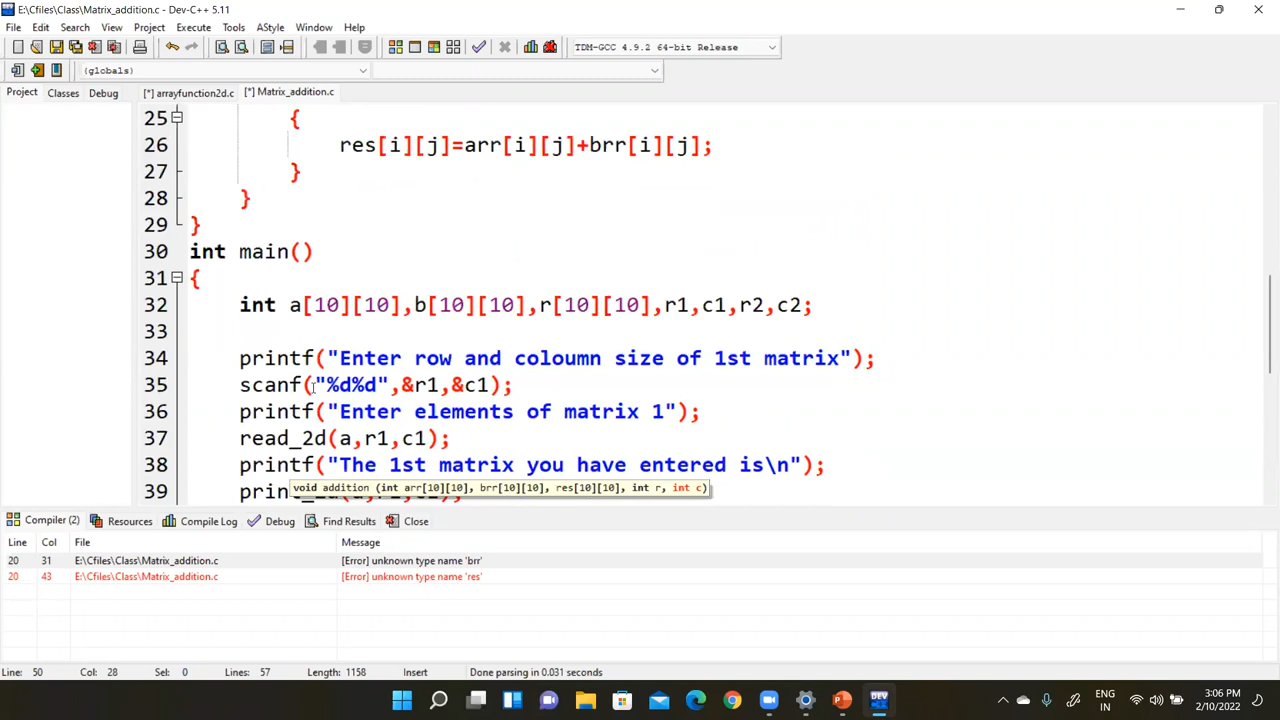 E:\Cfiles\Class\Matrix_addition.c - Dev-C++ 5.11
File Edit Search View Project Execute Tools AStyle Window Help
TDM-GCC 4.9.2 64-bit Release
(globals)
Project Classes Debug [*] arrayfunction2d.c [*] Matrix_addition.c
25 {
26 res[i][j]=arr[i][j]+brr[i][j];
27 }
28 }
29 }
30 int main()
31 {
32 int a[10][10],b[10][10],r[10][10],r1,c1,r2,c2;
33
34 printf("Enter row and coloumn size of 1st matrix");
35 scanf("%d%d",&r1,&c1);
36 printf("Enter elements of matrix 1");
37 read_2d(a,r1,c1);
38 printf("The 1st matrix you have entered is\n");
39
void addition (int arr[10][10], brr[10][10], res[10][10], int r, int c)
Compiler (2) Resources Compile Log Debug Find Results Close
Line Col File Message
20 31 E:\Cfiles\Class\Matrix_addition.c [Error] unknown type name 'brr'
20 43 E:\Cfiles\Class\Matrix_addition.c [Error] unknown type name 'res'
Line: 50 Col: 28 Sel: 0 Lines: 57 Length: 1158 Insert Done parsing in 0.031 seconds
DEV
ENG
IN
3:06 PM
2/10/2022